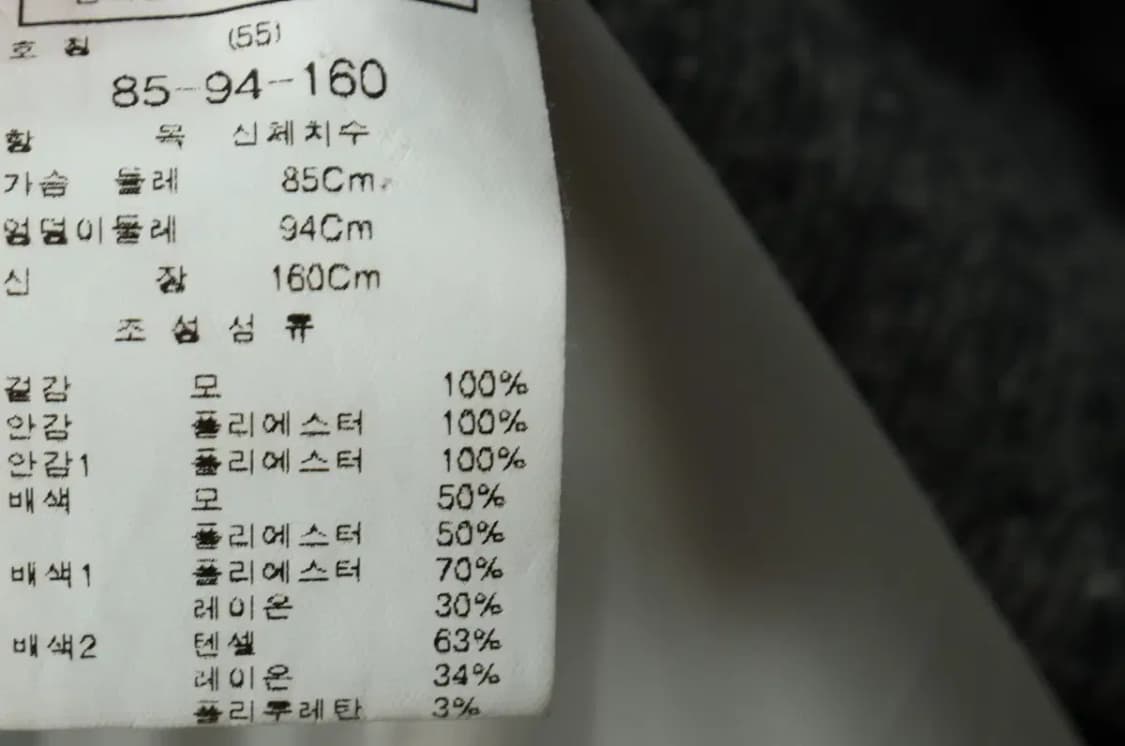 호 칭 (55)
85-94-160
항 목 신체치수
가슴 둘레 85Cm
엉덩이둘레 94Cm
신 장 160Cm
조 성 섬 유
겉감 모 100%
안감 폴리에스터 100%
안감1 폴리에스터 100%
배색 모 50%
폴리에스터 50%
배색1 폴리에스터 70%
레이온 30%
배색2 텐셀 63%
레이온 34%
폴리우레탄 3%